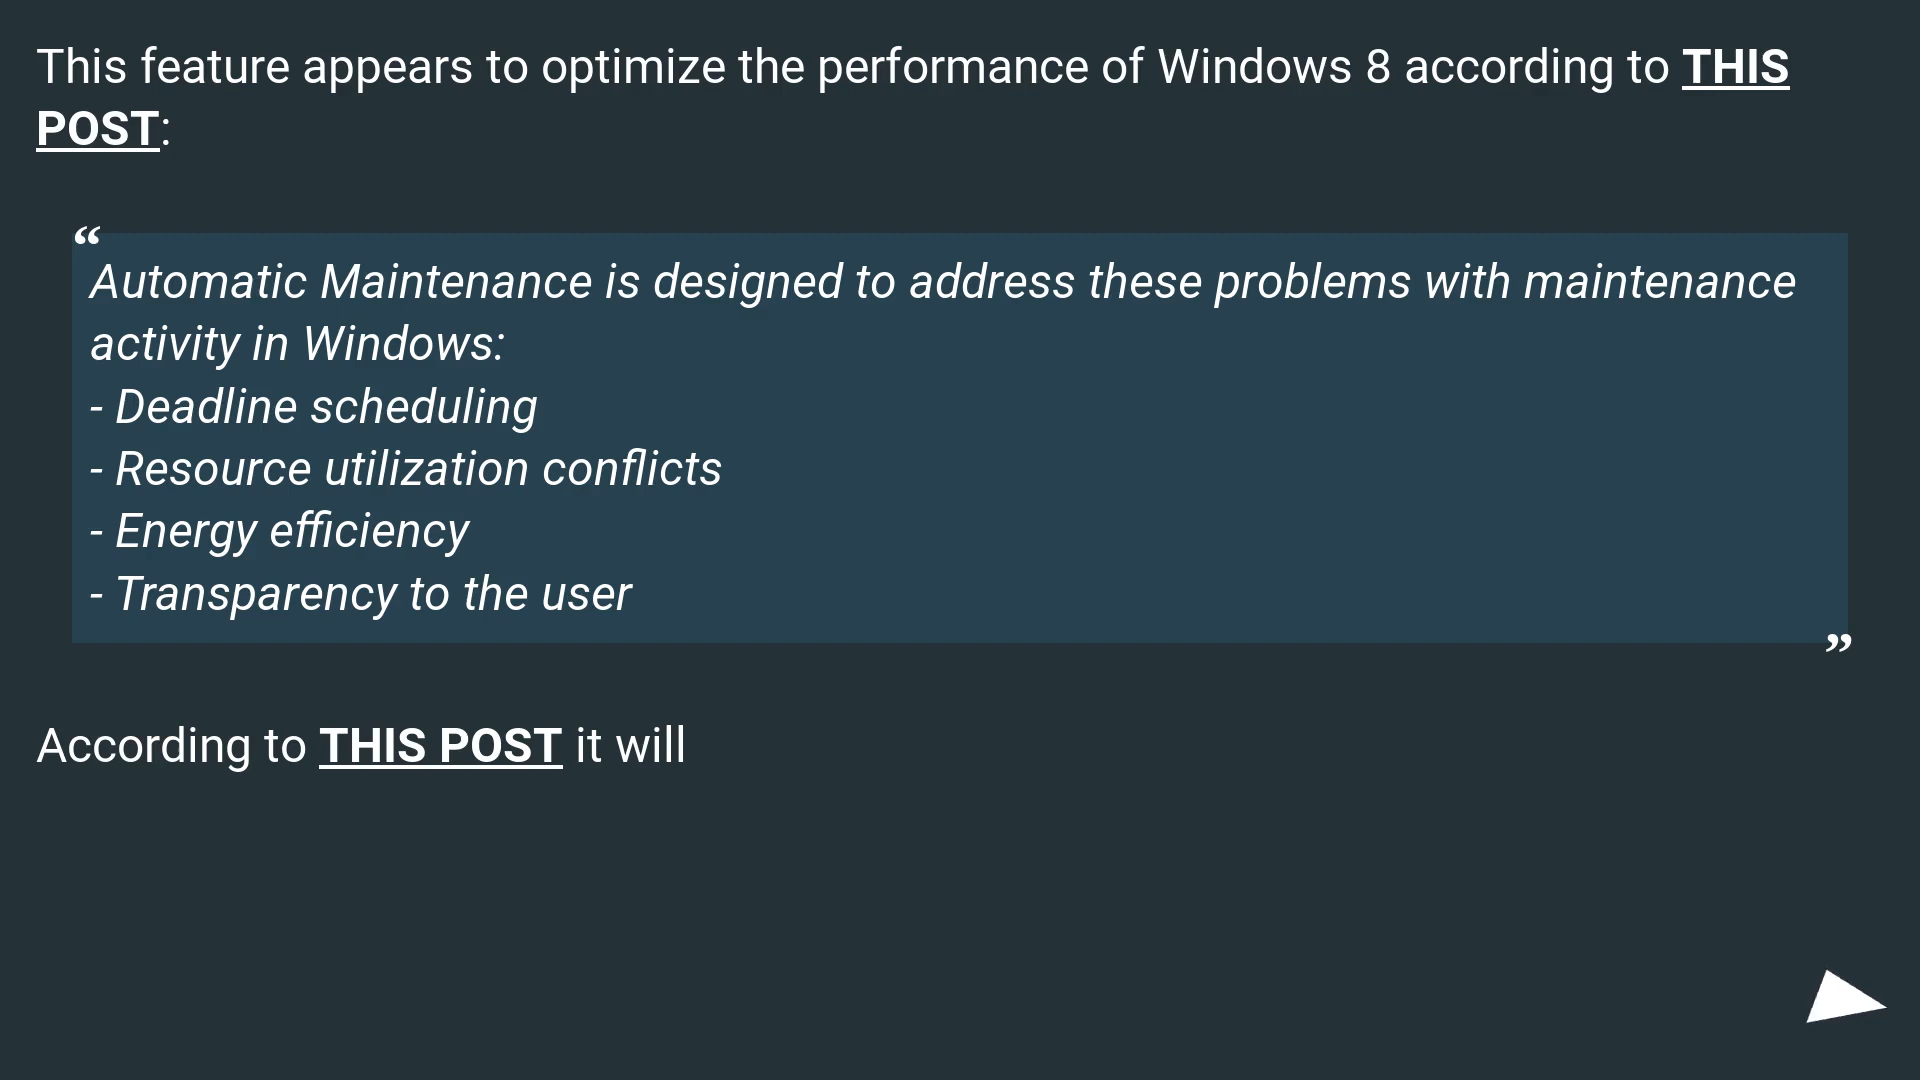 This feature appears to optimize the performance of Windows 8 according to THIS
POST:
“
Automatic Maintenance is designed to address these problems with maintenance
activity in Windows:
- Deadline scheduling
- Resource utilization conflicts
- Energy efficiency
- Transparency to the user
”
According to THIS POST it will